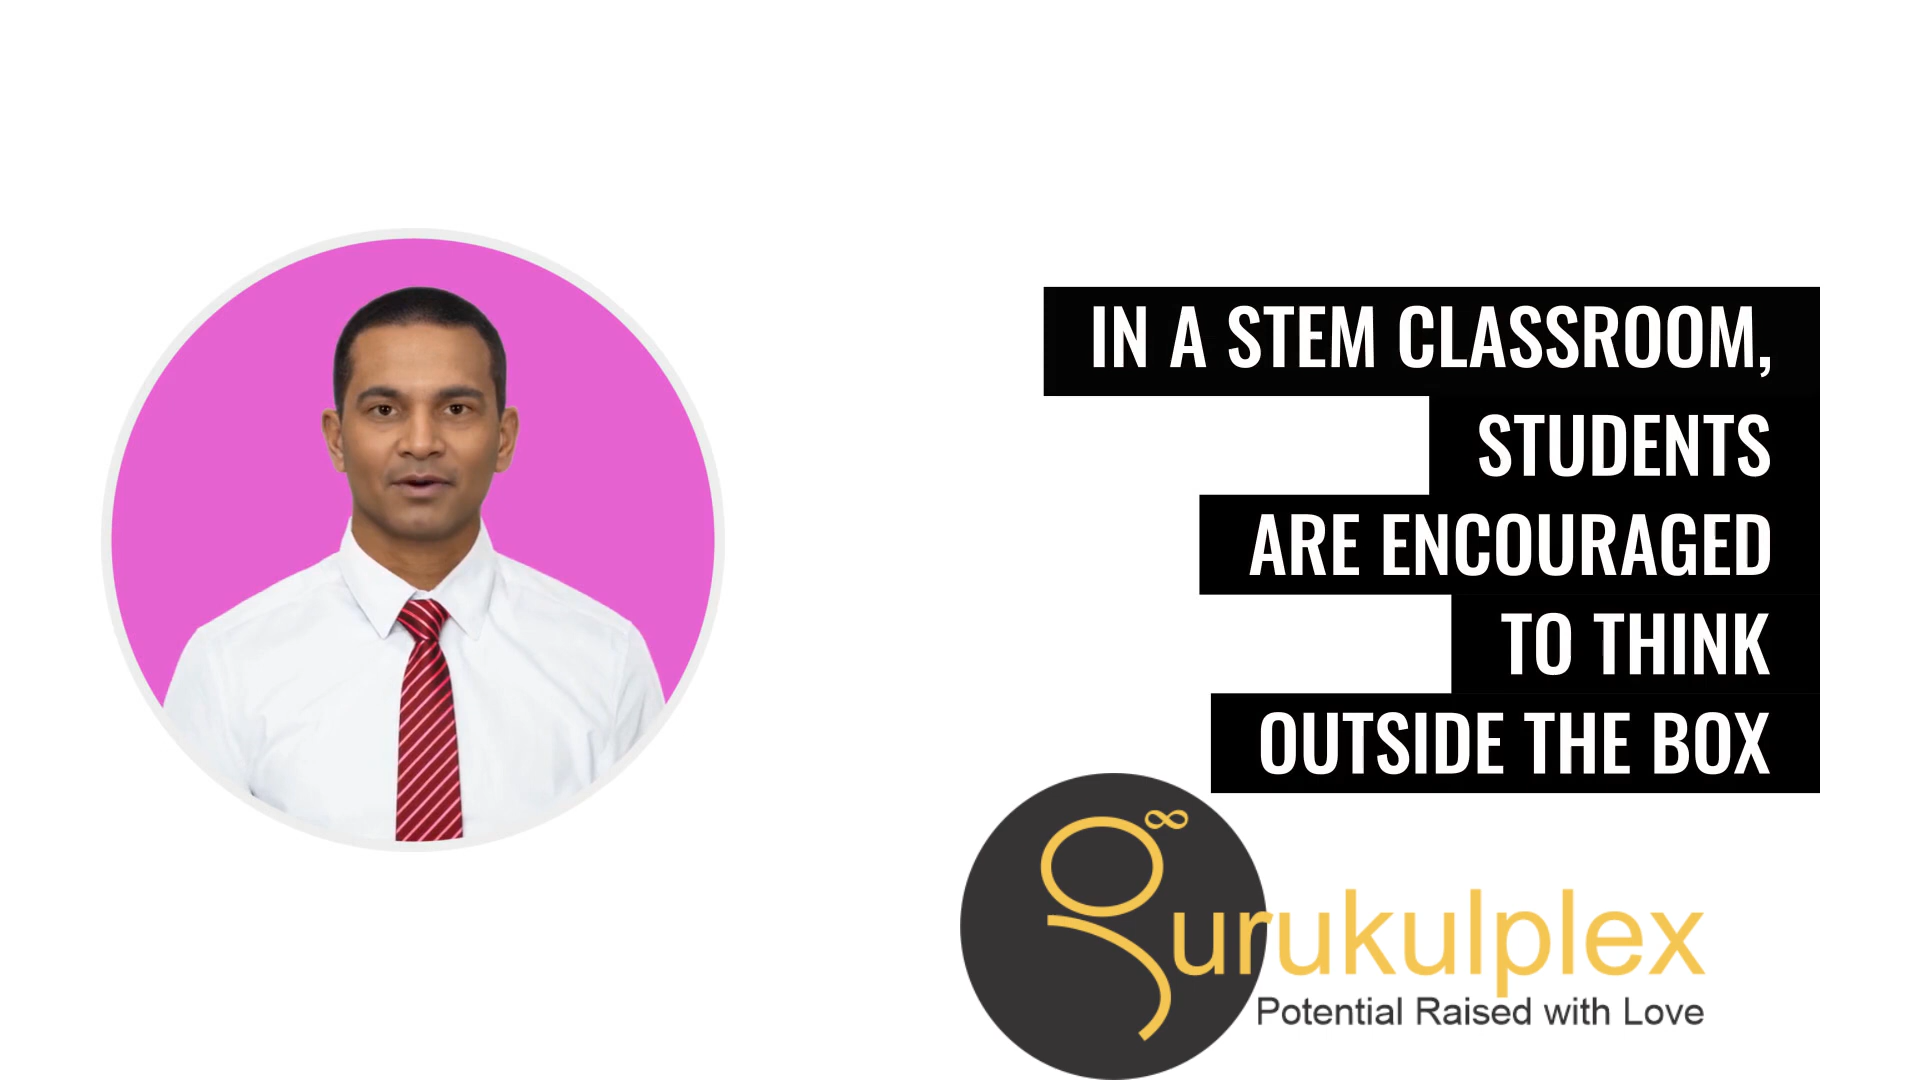 IN A STEM CLASSROOM,
STUDENTS
ARE ENCOURAGED
TO THINK
OUTSIDE THE BOX
gurukulplex
Potential Raised with Love